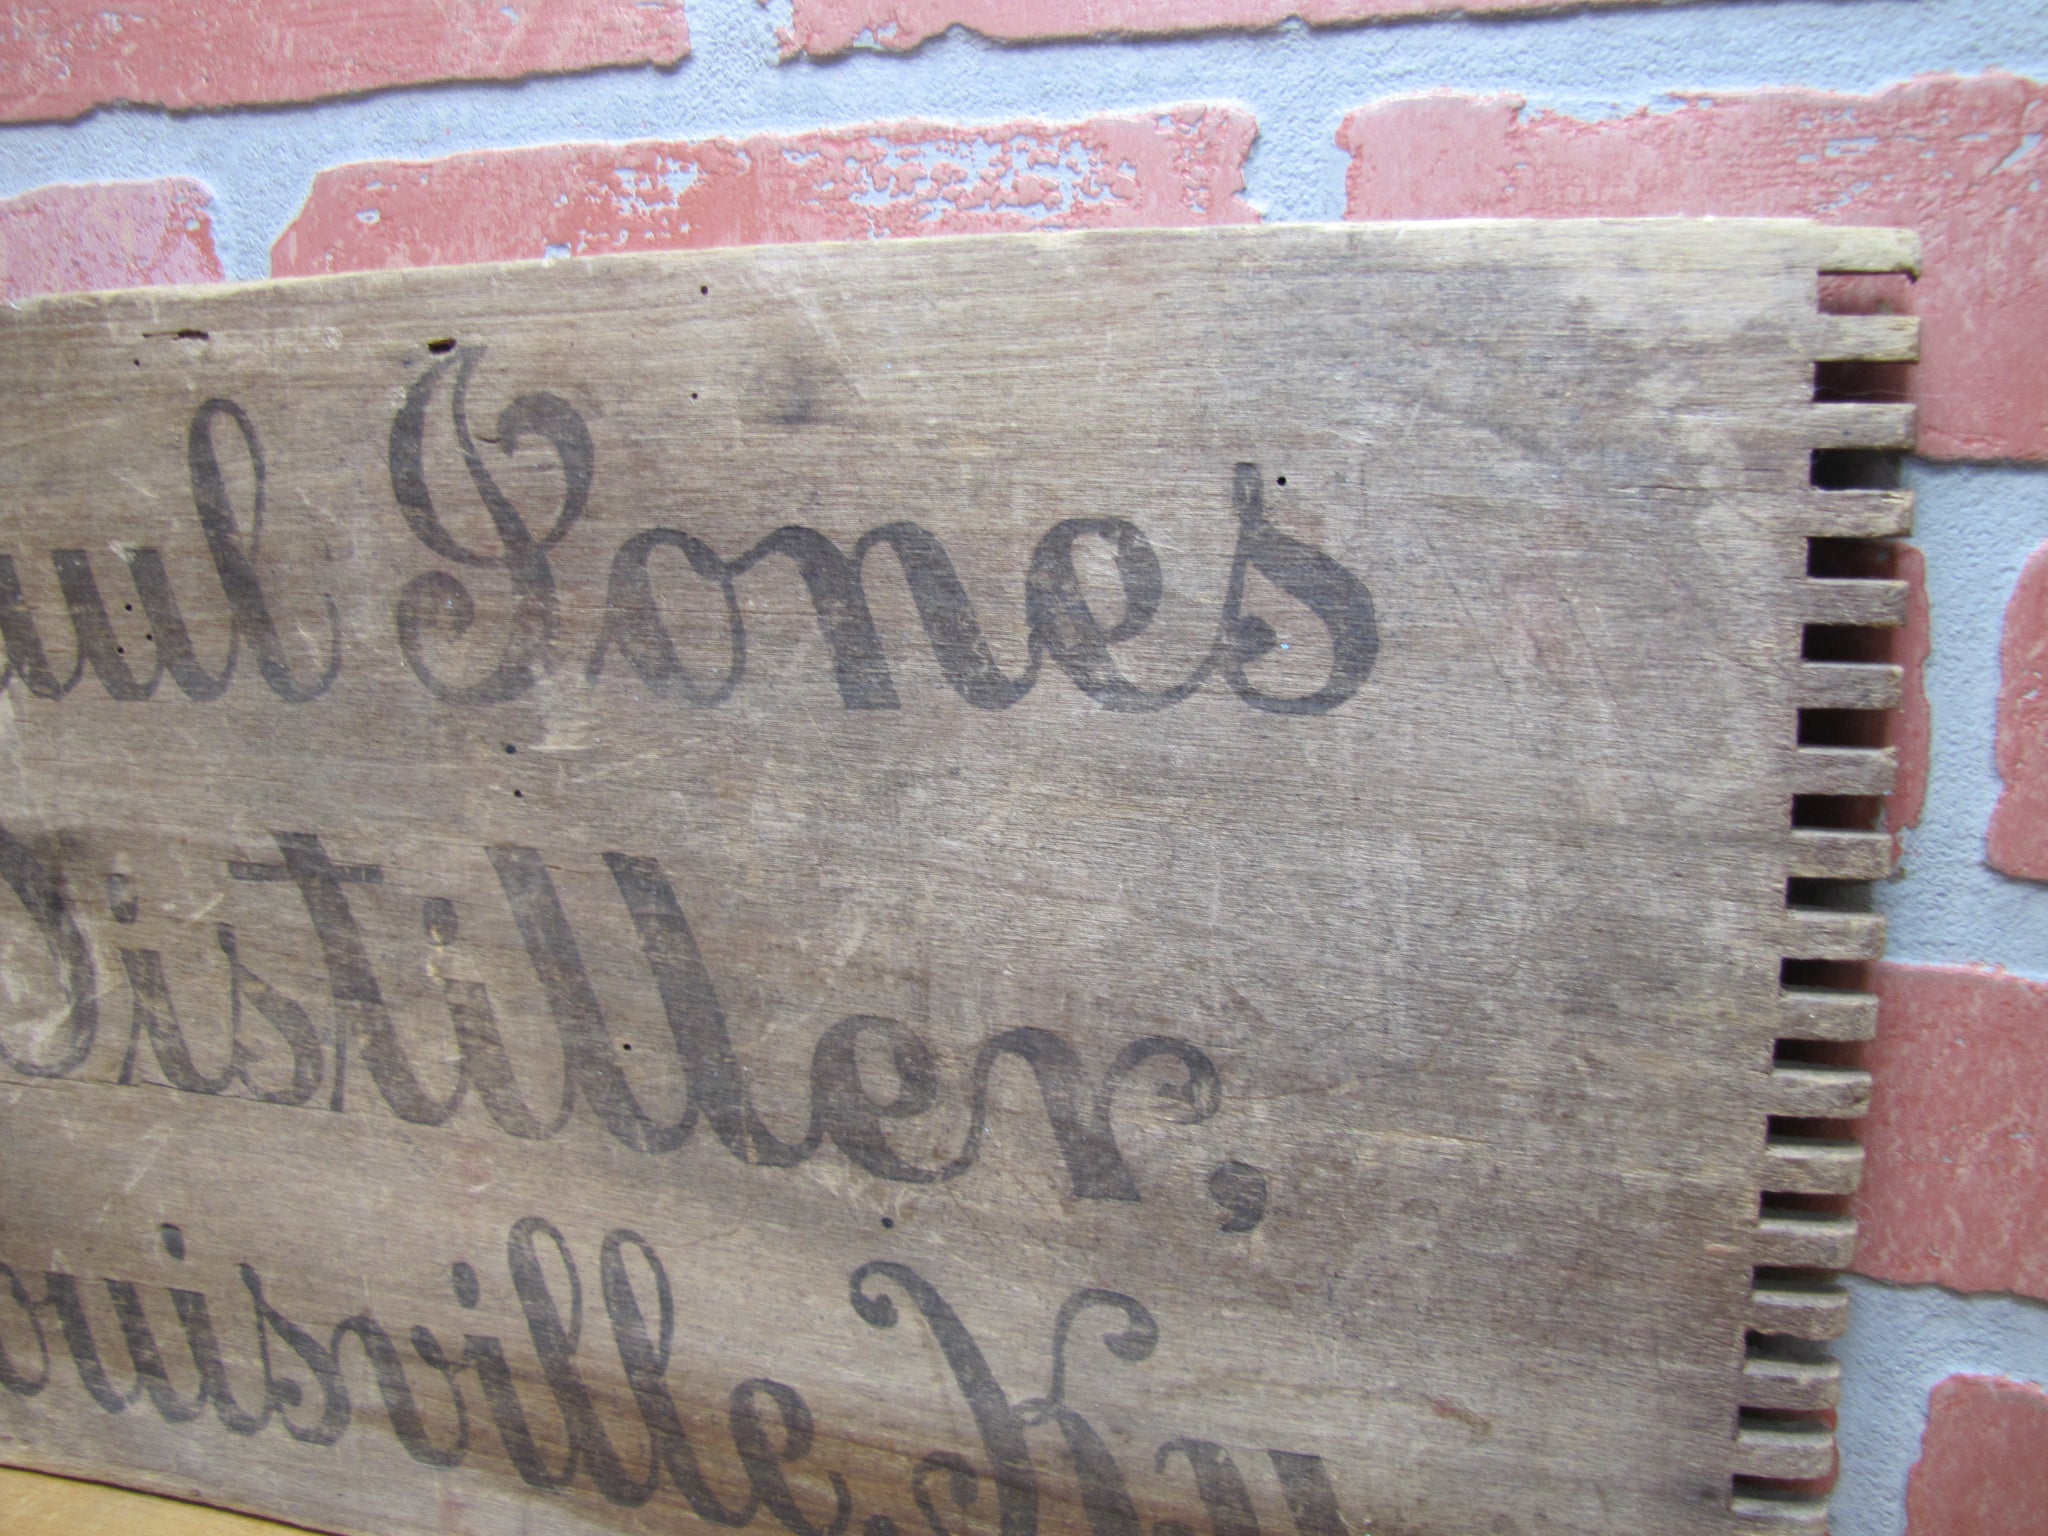 aul Jones
Distiller,
ouisville, Ky